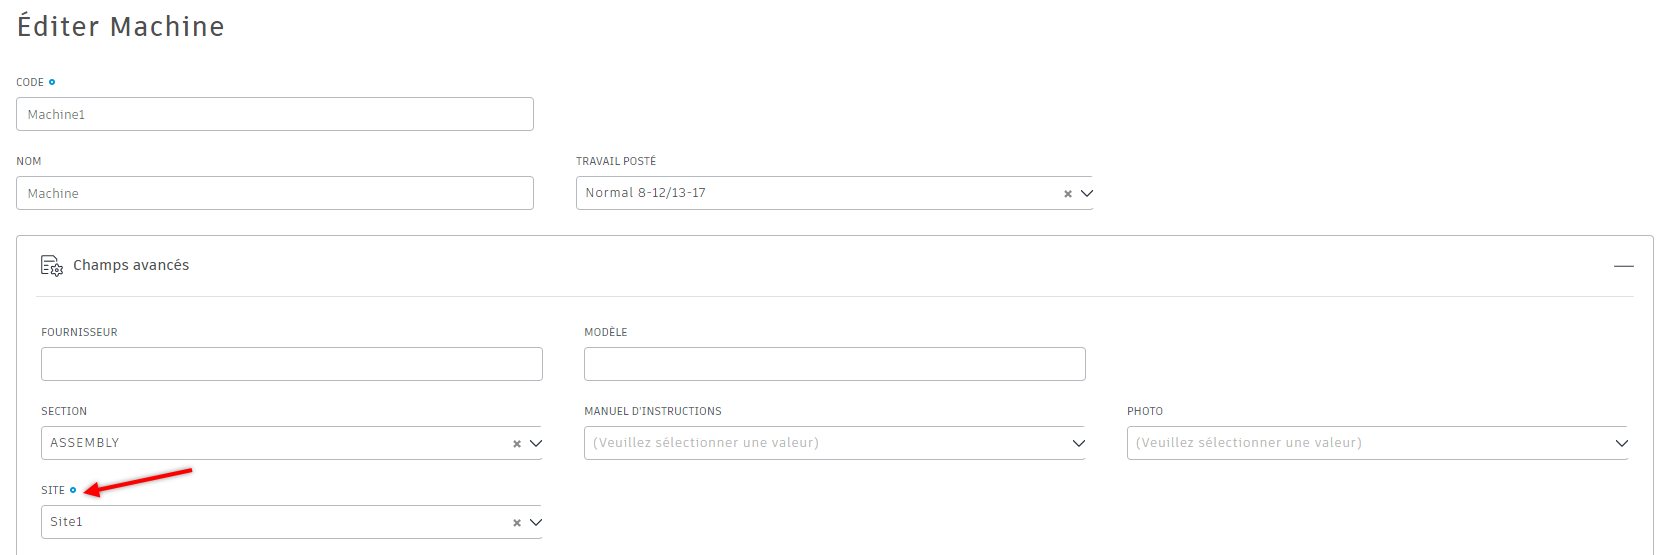 Éditer Machine
CODE
Machine1
NOM
TRAVAIL POSTÉ
Machine
Normal 8-12/13-17
Champs avancés
FOURNISSEUR
MODÈLE
SECTION
MANUEL D'INSTRUCTIONS
PHOTO
ASSEMBLY
(Veuillez sélectionner une valeur)
(Veuillez sélectionner une valeur)
SITE
Site1